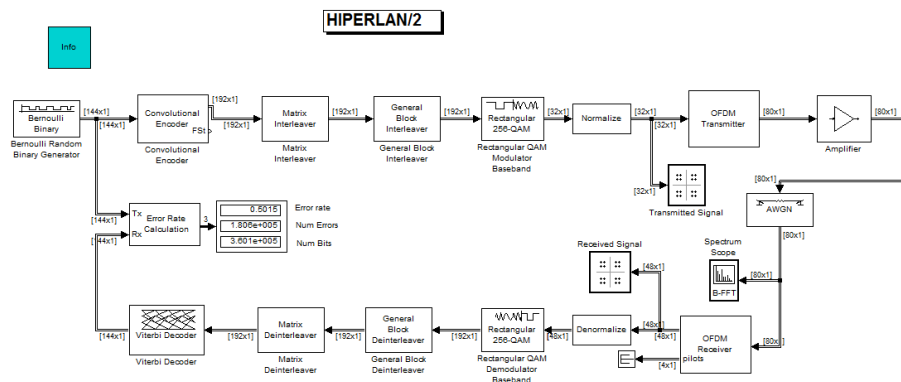 HIPERLAN/2
Info
[144x1]
[144x1]
Bernoulli
Binary
Bernoulli Random
Binary Generator
Convolutional
Encoder
FSt
Convolutional
Encoder
[192x1]
[192x1]
Matrix
Interleaver
Matrix
Interleaver
[192x1]
General
Block
Interleaver
General Block
Interleaver
[192x1]
Rectangular
256-QAM
Rectangular QAM
Modulator
Baseband
[32x1]
Normalize
[32x1]
[32x1]
OFDM
Transmitter
[80x1]
Amplifier
[80x1]
[32x1]
Transmitted Signal
[80x1]
AWGN
[80x1]
Tx
Rx
[144x1]
[144x1]
Error Rate
Calculation
3
0.5015
1.806e+005
3.601e+005
Error rate
Num Errors
Num Bits
Received Signal
[48x1]
Spectrum
Scope
B-FFT
[80x1]
Viterbi Decoder
Viterbi Decoder
[144x1]
[192x1]
Matrix
Deinterleaver
Matrix
Deinterleaver
[192x1]
General
Block
Deinterleaver
General Block
Deinterleaver
[192x1]
Rectangular
256-QAM
Rectangular QAM
Demodulator
Baseband
[48x1]
Denormalize
[48x1]
[48x1]
OFDM
Receiver
pilots
[4x1]
[80x1]